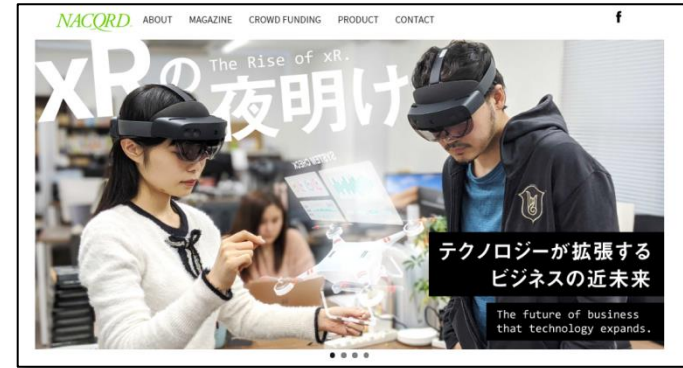 NACQRD.
ABOUT
MAGAZINE
CROWD FUNDING
PRODUCT
CONTACT
f
xRの
The Rise of xR.
夜明け
テクノロジーが拡張する
ビジネスの近未来
The future of business
that technology expands.